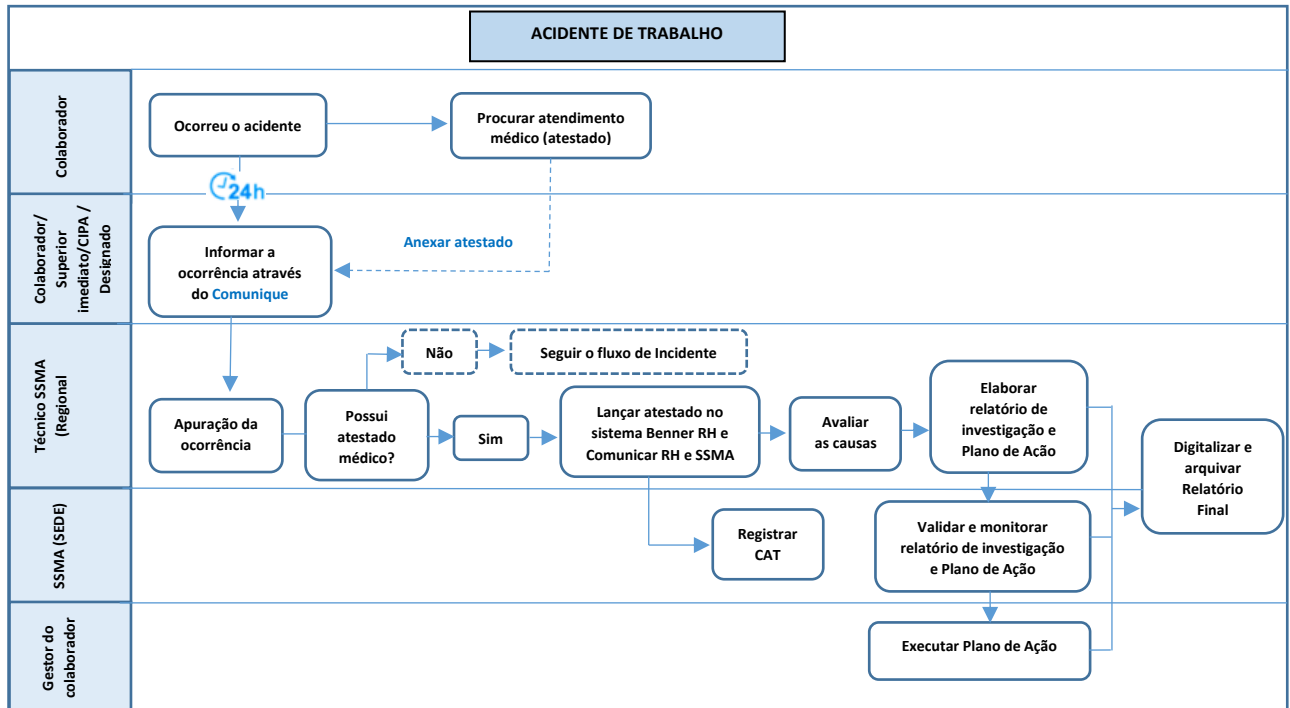 ACIDENTE DE TRABALHO
Colaborador
Ocorreu o acidente
Procurar atendimento
médico (atestado)
24h
Colaborador/
Superior
imediato/CIPA /
Designado
Informar a
ocorrência através
do Comunique
Anexar atestado
Técnico SSMA
(Regional)
Não
Seguir o fluxo de Incidente
Apuração da
ocorrência
Possui
atestado
médico?
Sim
Lançar atestado no
sistema Benner RH e
Comunicar RH e SSMA
Avaliar
as causas
Elaborar
relatório de
investigação e
Plano de Ação
Digitalizar e
arquivar
Relatório
Final
SSMA (SEDE)
Registrar
CAT
Validar e monitorar
relatório de investigação
e Plano de Ação
Gestor do
colaborador
Executar Plano de Ação